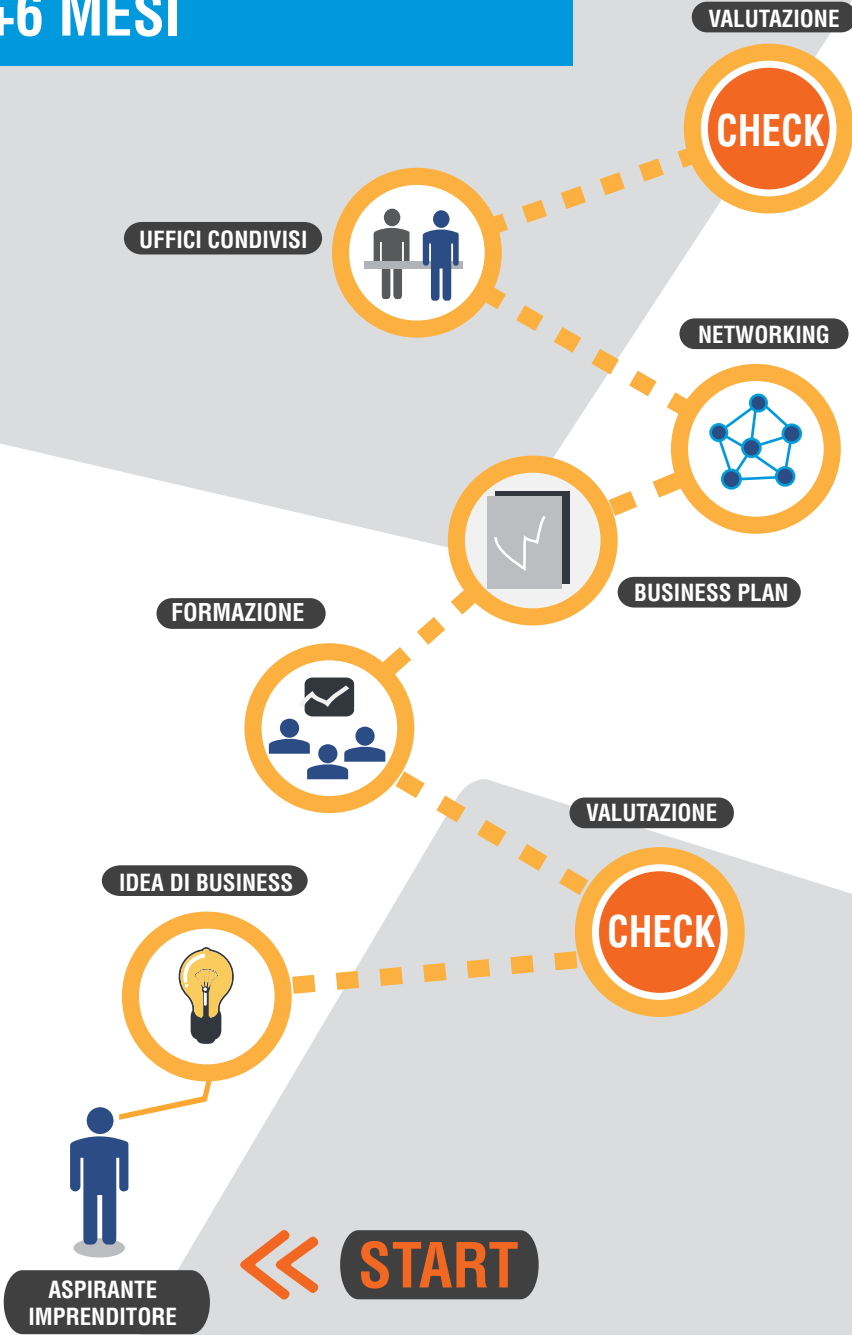 +6 MESI
VALUTAZIONE
CHECK
UFFICI CONDIVISI
NETWORKING
BUSINESS PLAN
FORMAZIONE
VALUTAZIONE
IDEA DI BUSINESS
CHECK
START
ASPIRANTE
IMPRENDITORE